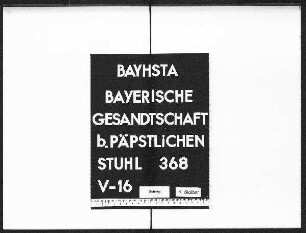 BAYHSTA
BAYERISCHE
GESANDTSCHAFT
b. PÄPSTLiCHEN
STUHL 368
V-16